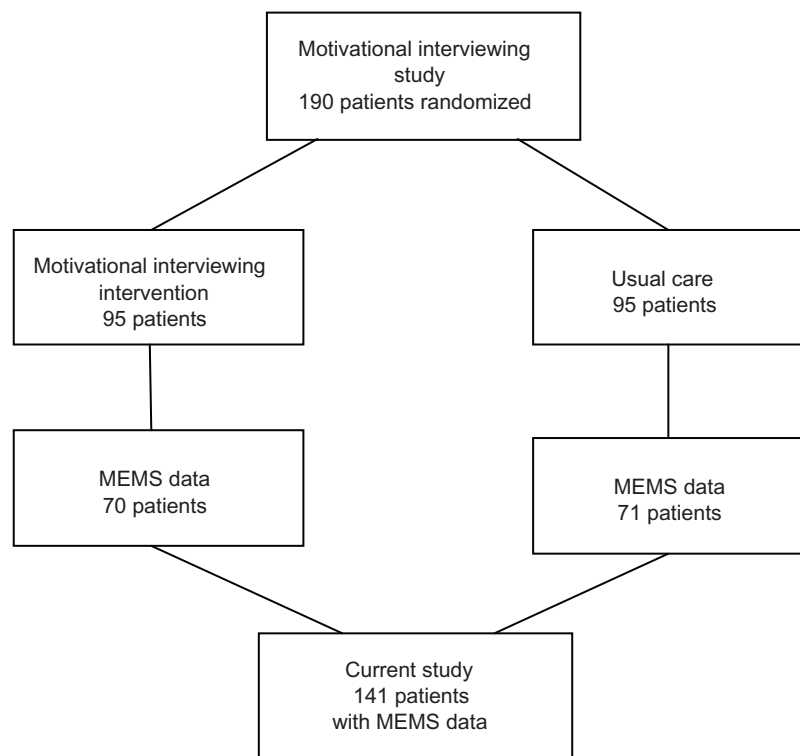 Motivational interviewing
study
190 patients randomized
Motivational interviewing
intervention
95 patients
Usual care
95 patients
MEMS data
70 patients
MEMS data
71 patients
Current study
141 patients
with MEMS data